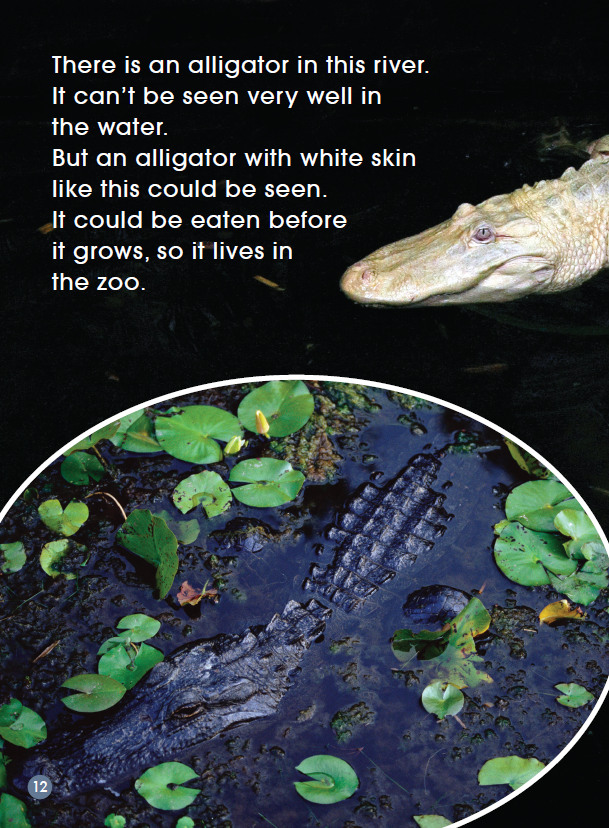 There is an alligator in this river.
It can't be seen very well in
the water.
But an alligator with white skin
like this could be seen.
It could be eaten before
it grows, so it lives in
the zoo.
12